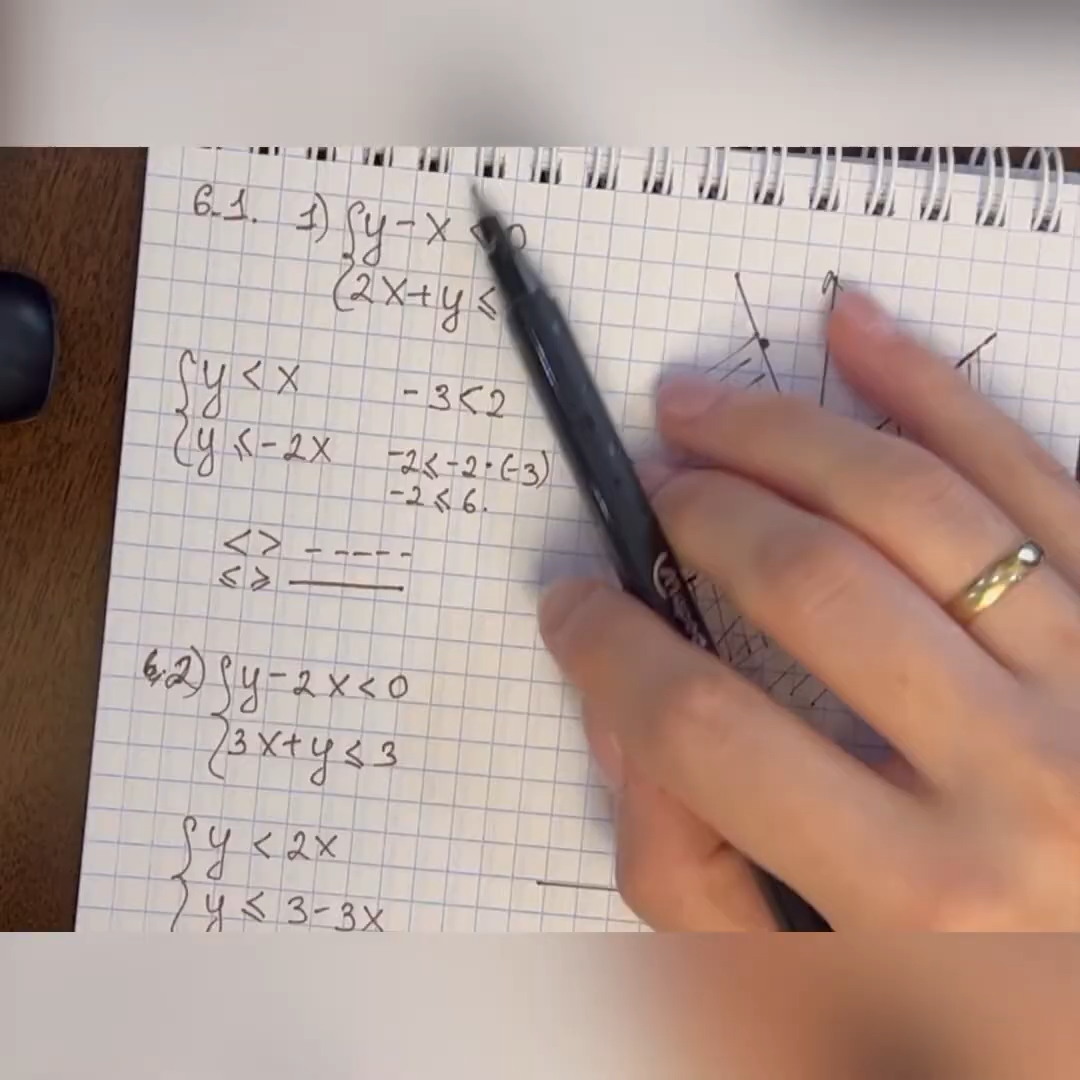 6.1. 1) { y - x < 0
{ 2x + y ≤
{ y < x
{ y ≤ -2x
-3 < 2
-2 ≤ -2 · (-3)
-2 ≤ 6.
< > - - - - -
≤ ≥ ———
6.2) { y - 2x < 0
{ 3x + y ≤ 3
{ y < 2x
{ y ≤ 3 - 3x